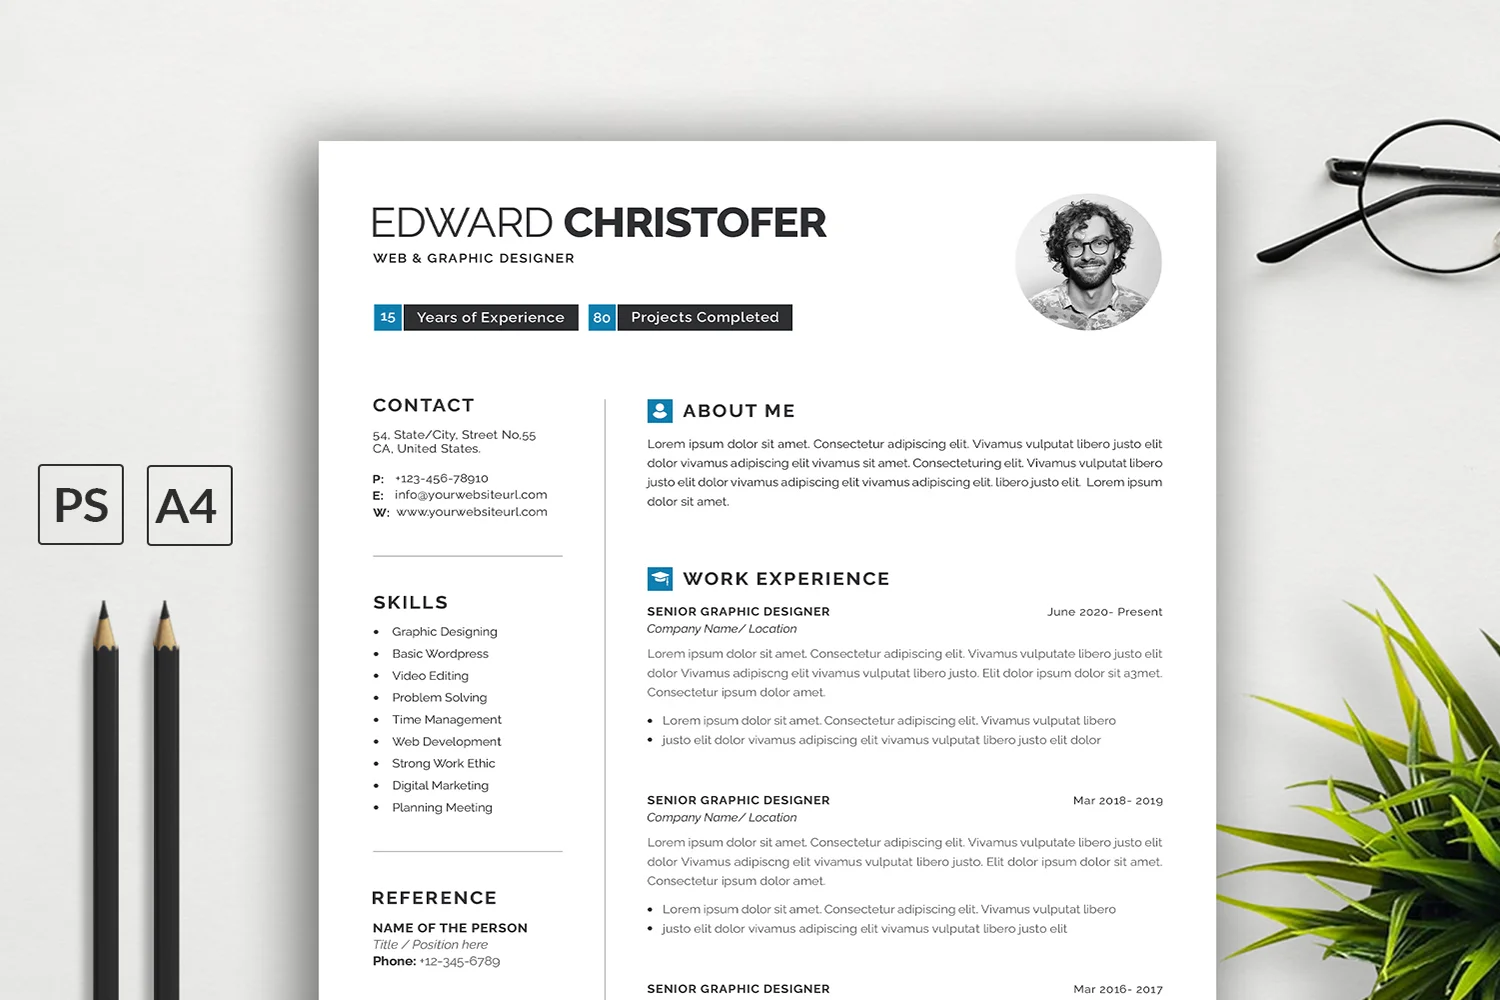 EDWARD CHRISTOFER
WEB & GRAPHIC DESIGNER
15 Years of Experience
80 Projects Completed
CONTACT
54, State/City, Street No,55
CA, United States.
P: +123-456-78910
E: info@yourwebsiteurl.com
W: www.yourwebsiteurl.com
SKILLS
• Graphic Designing
• Basic Wordpress
• Video Editing
• Problem Solving
• Time Management
• Web Development
• Strong Work Ethic
• Digital Marketing
• Planning Meeting
REFERENCE
NAME OF THE PERSON
Title / Position here
Phone: +12-345-6789
ABOUT ME
Lorem ipsum dolor sit amet. Consectetur adipiscing elit. Vivamus vulputat libero justo elit
dolor vivamus adipiscing elit vivamus sit amet. Consecteturing elit. Vivamus vulputat libero
justo elit dolor vivamus adipiscing elit vivamus adipiscing elit. libero justo elit. Lorem ipsum
dolor sit amet.
WORK EXPERIENCE
SENIOR GRAPHIC DESIGNER
June 2020- Present
Company Name/ Location
Lorem ipsum dolor sit amet. Consectetur adipiscing elit. Vivamus vulputate libero justo elit
dolor Vivamus adipiscng elit vivamus vulputat libero justo. Elit dolor ipsum dolor sit a3met.
Consectetur ipsum dolor amet.
• Lorem ipsum dolor sit amet. Consectetur adipiscing elit. Vivamus vulputat libero
• justo elit dolor vivamus adipiscing elit vivamus vulputat libero justo elit dolor
SENIOR GRAPHIC DESIGNER
Mar 2018- 2019
Company Name/ Location
Lorem ipsum dolor sit amet. Consectetur adipiscing elit. Vivamus vulputate libero justo elit
dolor Vivamus adipiscng elit vivamus vulputat libero justo. Elit dolor ipsum dolor sit amet.
Consectetur ipsum dolor amet.
• Lorem ipsum dolor sit amet. Consectetur adipiscing elit. Vivamus vulputat libero
• justo elit dolor vivamus adipiscing elit vivamus vulputat libero justo elit
SENIOR GRAPHIC DESIGNER
Mar 2016- 2017
PS
A4